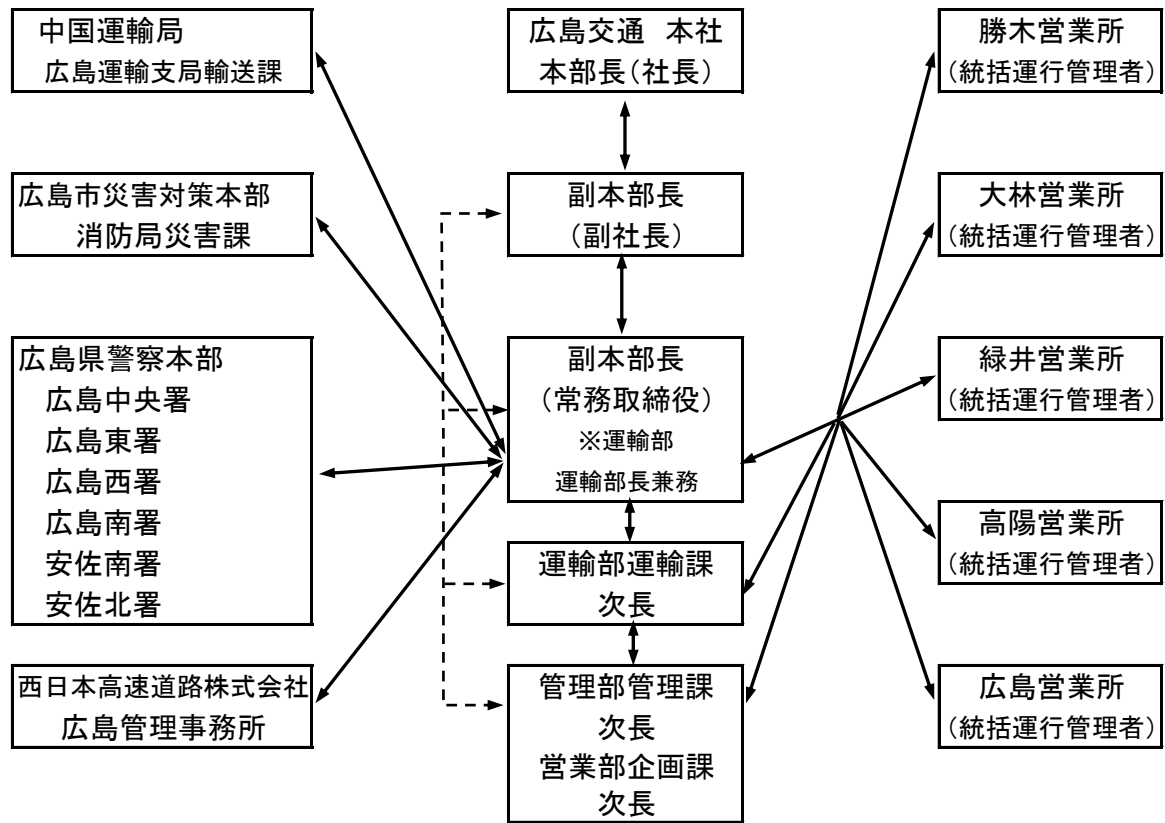 中国運輸局
広島運輸支局輸送課
広島市災害対策本部
消防局災害課
広島県警察本部
広島中央署
広島東署
広島西署
広島南署
安佐南署
安佐北署
西日本高速道路株式会社
広島管理事務所
広島交通 本社
本部長(社長)
副本部長
(副社長)
副本部長
(常務取締役)
※運輸部
運輸部長兼務
運輸部運輸課
次長
管理部管理課
次長
営業部企画課
次長
勝木営業所
(統括運行管理者)
大林営業所
(統括運行管理者)
緑井営業所
(統括運行管理者)
高陽営業所
(統括運行管理者)
広島営業所
(統括運行管理者)